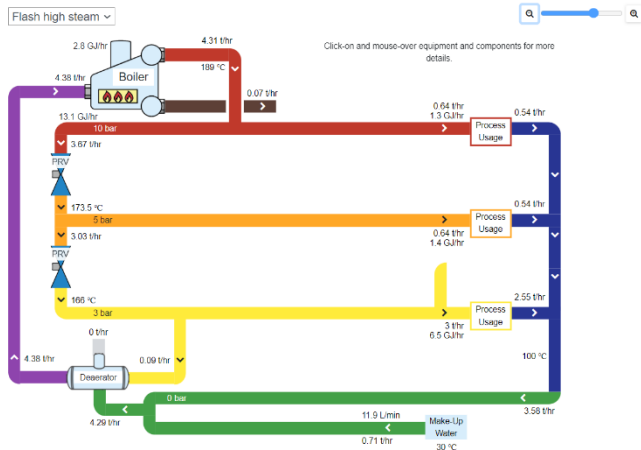 Flash high steam
2.8 GJ/hr
4.31 t/hr
Click-on and mouse-over equipment and components for more
details.
189 °C
Boiler
4.38 t/hr
0.07 t/hr
13.1 GJ/hr
10 bar
0.64 t/hr
1.3 GJ/hr
Process
Usage
0.54 t/hr
3.67 t/hr
PRV
173.5 °C
5 bar
3.03 t/hr
0.64 t/hr
1.4 GJ/hr
Process
Usage
0.54 t/hr
PRV
166 °C
3 bar
3 t/hr
6.5 GJ/hr
Process
Usage
2.55 t/hr
0 t/hr
4.38 t/hr
0.09 t/hr
100 °C
Deaerator
0 bar
3.58 t/hr
4.29 t/hr
11.9 L/min
0.71 t/hr
Make-Up
Water
30 °C